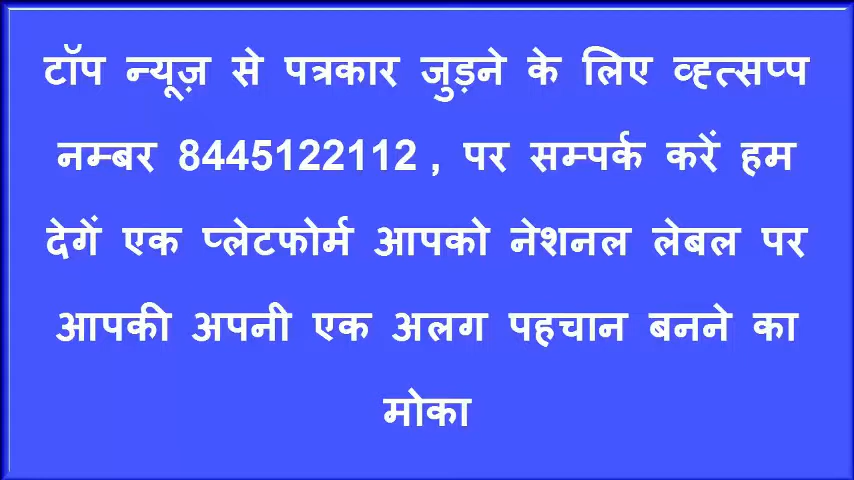 टॉप न्यूज़ से पत्रकार जुड़ने के लिए व्ह्त्सप्प
नम्बर 8445122112 , पर सम्पर्क करें हम
देगें एक प्लेटफोर्म आपको नेशनल लेबल पर
आपकी अपनी एक अलग पहचान बनने का
मोका